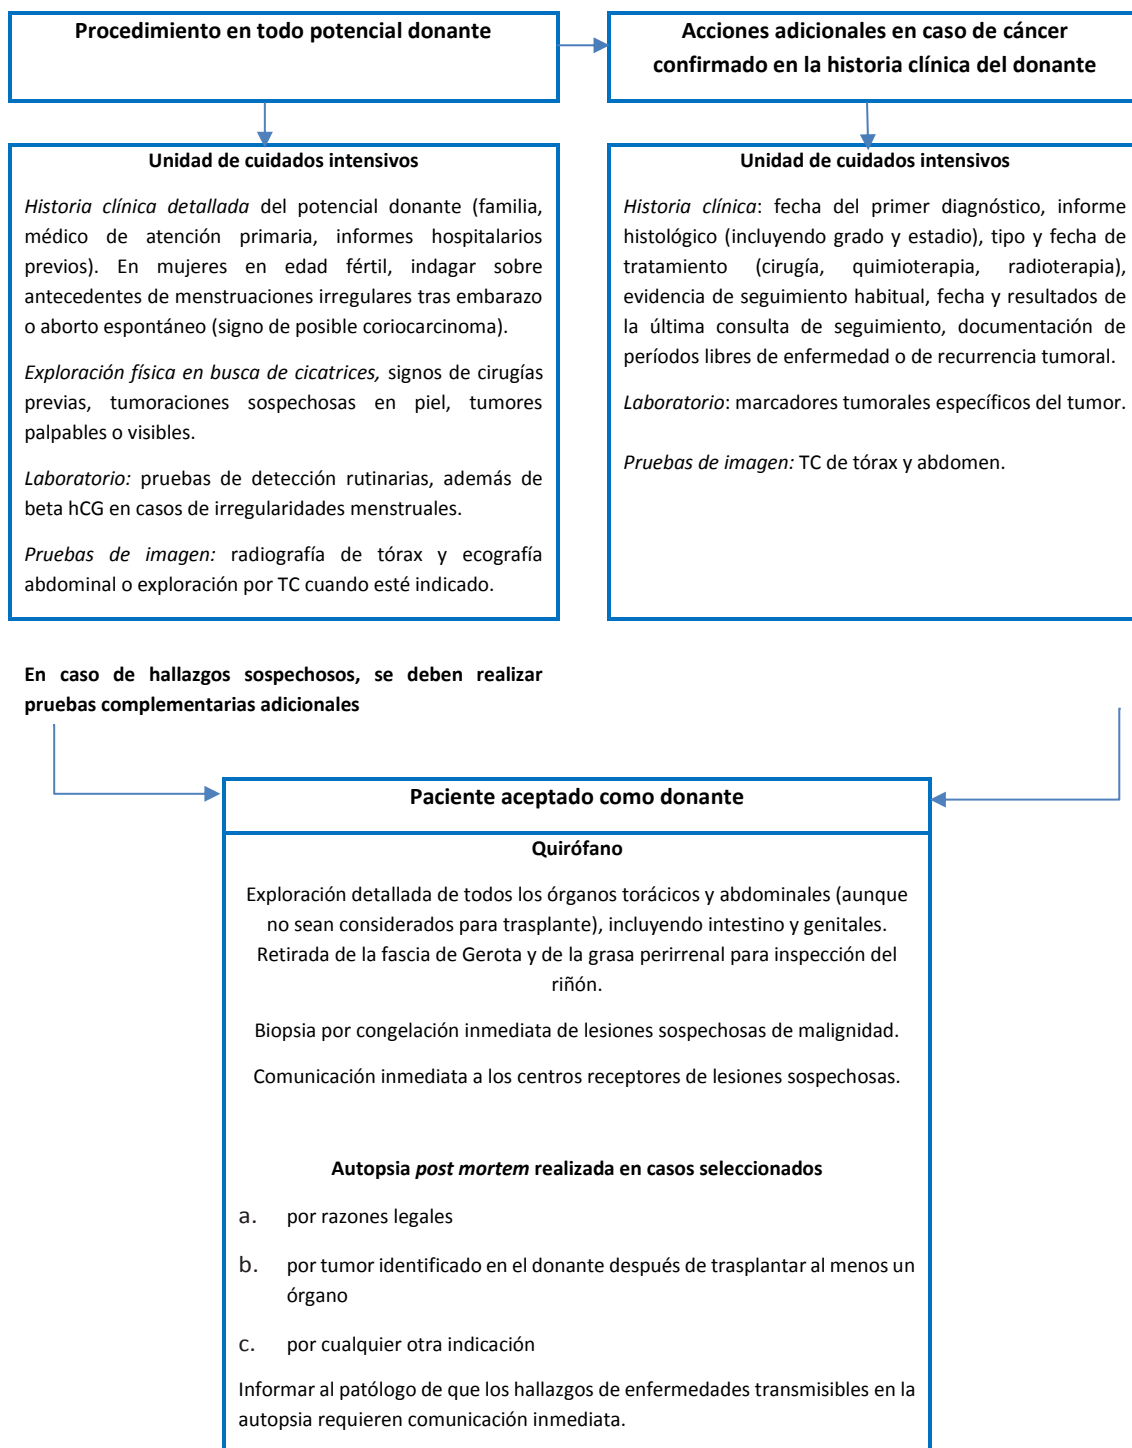 Procedimiento en todo potencial donante
Acciones adicionales en caso de cáncer
confirmado en la historia clínica del donante
Unidad de cuidados intensivos
Historia clínica detallada del potencial donante (familia,
médico de atención primaria, informes hospitalarios
previos). En mujeres en edad fértil, indagar sobre
antecedentes de menstruaciones irregulares tras embarazo
o aborto espontáneo (signo de posible coriocarcinoma).
Exploración física en busca de cicatrices, signos de cirugías
previas, tumoraciones sospechosas en piel, tumores
palpables o visibles.
Laboratorio: pruebas de detección rutinarias, además de
beta hCG en casos de irregularidades menstruales.
Pruebas de imagen: radiografía de tórax y ecografía
abdominal o exploración por TC cuando esté indicado.
Unidad de cuidados intensivos
Historia clínica: fecha del primer diagnóstico, informe
histológico (incluyendo grado y estadio), tipo y fecha de
tratamiento (cirugía, quimioterapia, radioterapia),
evidencia de seguimiento habitual, fecha y resultados de
la última consulta de seguimiento, documentación de
períodos libres de enfermedad o de recurrencia tumoral.
Laboratorio: marcadores tumorales específicos del tumor.
Pruebas de imagen: TC de tórax y abdomen.
En caso de hallazgos sospechosos, se deben realizar
pruebas complementarias adicionales
Paciente aceptado como donante
Quirófano
Exploración detallada de todos los órganos torácicos y abdominales (aunque
no sean considerados para trasplante), incluyendo intestino y genitales.
Retirada de la fascia de Gerota y de la grasa perirrenal para inspección del
riñón.
Biopsia por congelación inmediata de lesiones sospechosas de malignidad.
Comunicación inmediata a los centros receptores de lesiones sospechosas.
Autopsia post mortem realizada en casos seleccionados
a. por razones legales
b. por tumor identificado en el donante después de trasplantar al menos un
órgano
c. por cualquier otra indicación
Informar al patólogo de que los hallazgos de enfermedades transmisibles en la
autopsia requieren comunicación inmediata.